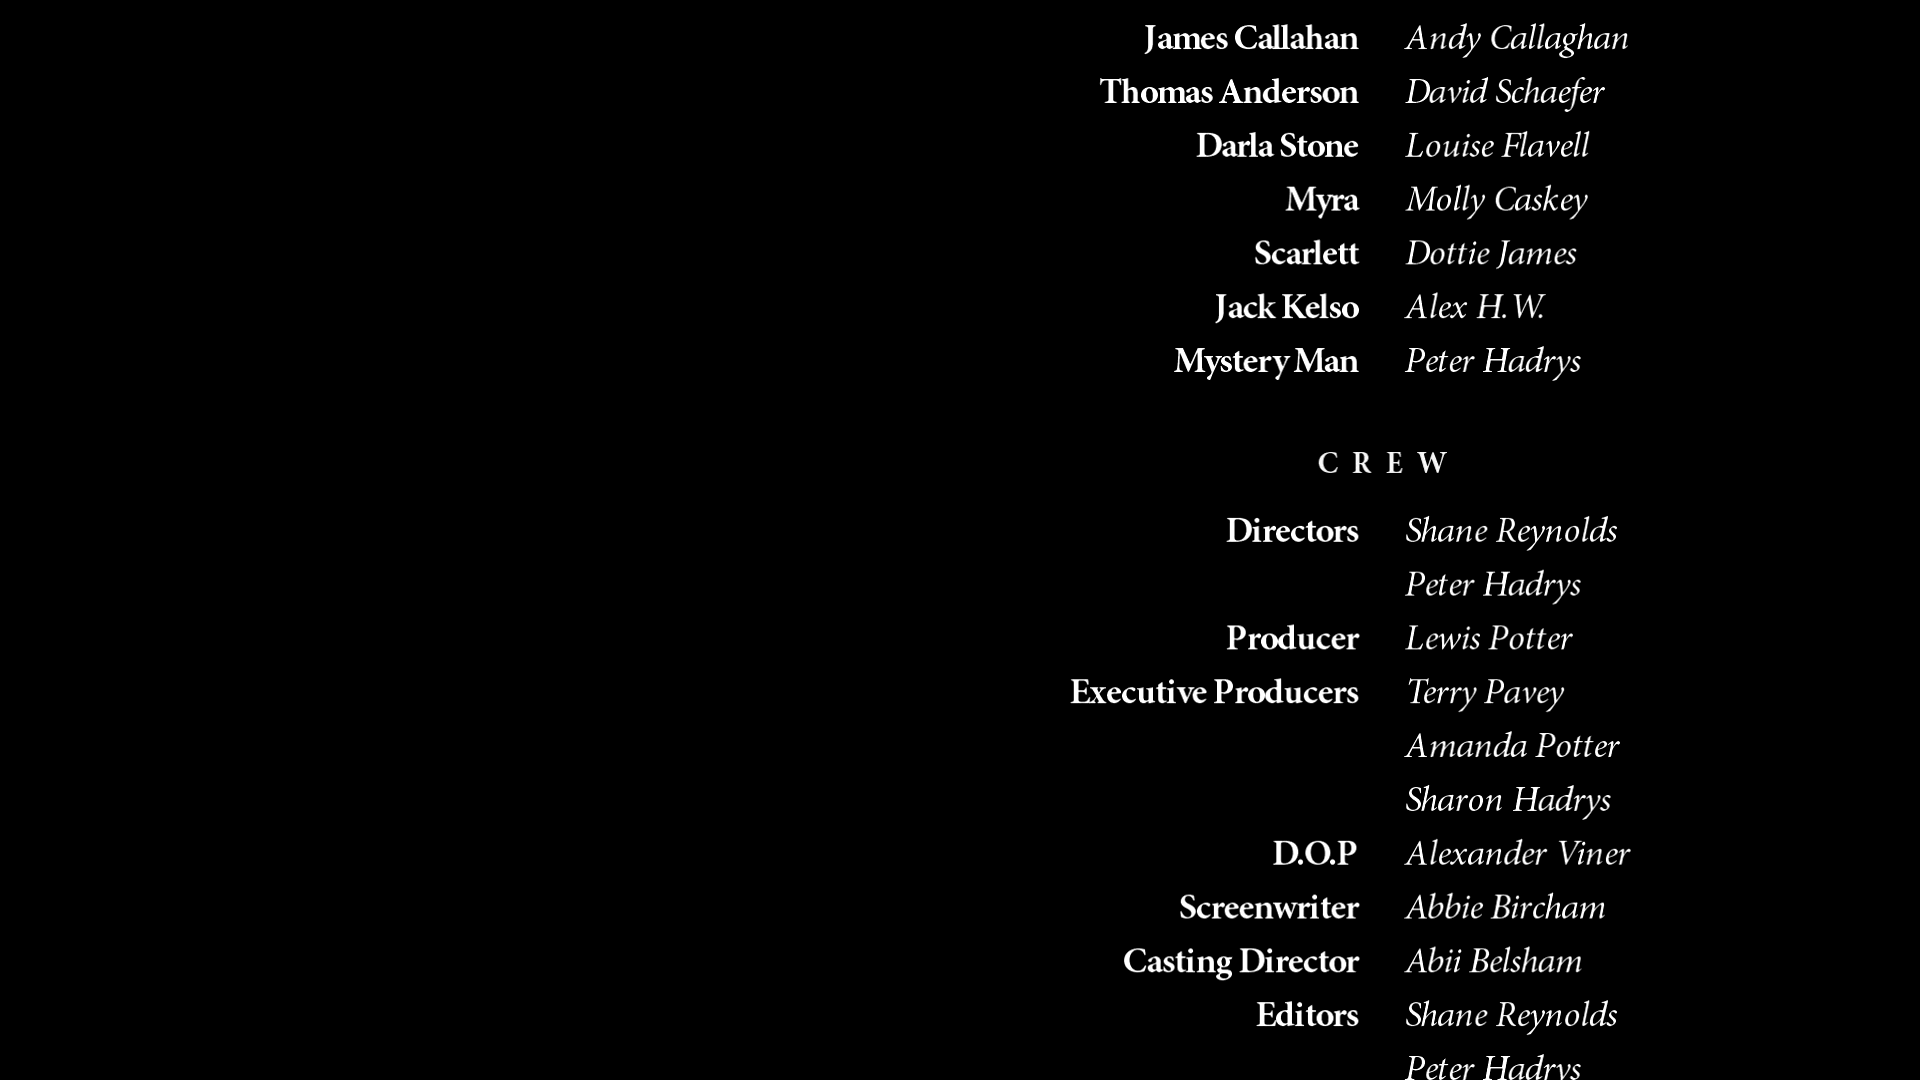 James Callahan Andy Callaghan
Thomas Anderson David Schaefer
Darla Stone Louise Flavell
Myra Molly Caskey
Scarlett Dottie James
Jack Kelso Alex H.W.
Mystery Man Peter Hadrys
CREW
Directors Shane Reynolds
Peter Hadrys
Producer Lewis Potter
Executive Producers Terry Pavey
Amanda Potter
Sharon Hadrys
D.O.P Alexander Viner
Screenwriter Abbie Bircham
Casting Director Abii Belsham
Editors Shane Reynolds
Peter Hadrys